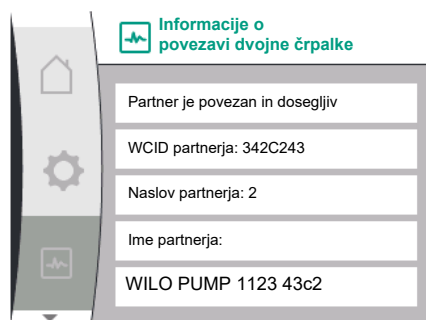 Informacije o
povezavi dvojne črpalke
Partner je povezan in dosegljiv
WCID partnerja: 342C243
Naslov partnerja: 2
Ime partnerja:
WILO PUMP 1123 43c2